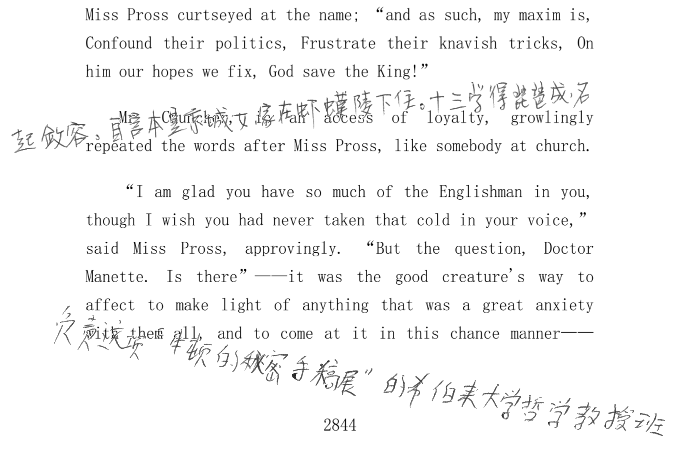 Miss Pross curtseyed at the name; “and as such, my maxim is,
Confound their politics, Frustrate their knavish tricks, On
him our hopes we fix, God save the King!”
起敛容。自言本是京城女,家在虾蟆陵下住。十三学得琵琶成,名
Mr. Cruncher, in an access of loyalty, growlingly
repeated the words after Miss Pross, like somebody at church.
“I am glad you have so much of the Englishman in you,
though I wish you had never taken that cold in your voice,”
said Miss Pross, approvingly. “But the question, Doctor
Manette. Is there”——it was the good creature's way to
affect to make light of anything that was a great anxiety
with them all, and to come at it in this chance manner——
负责这项“牛顿的秘密手稿展”的希伯来大学哲学教授班
2844